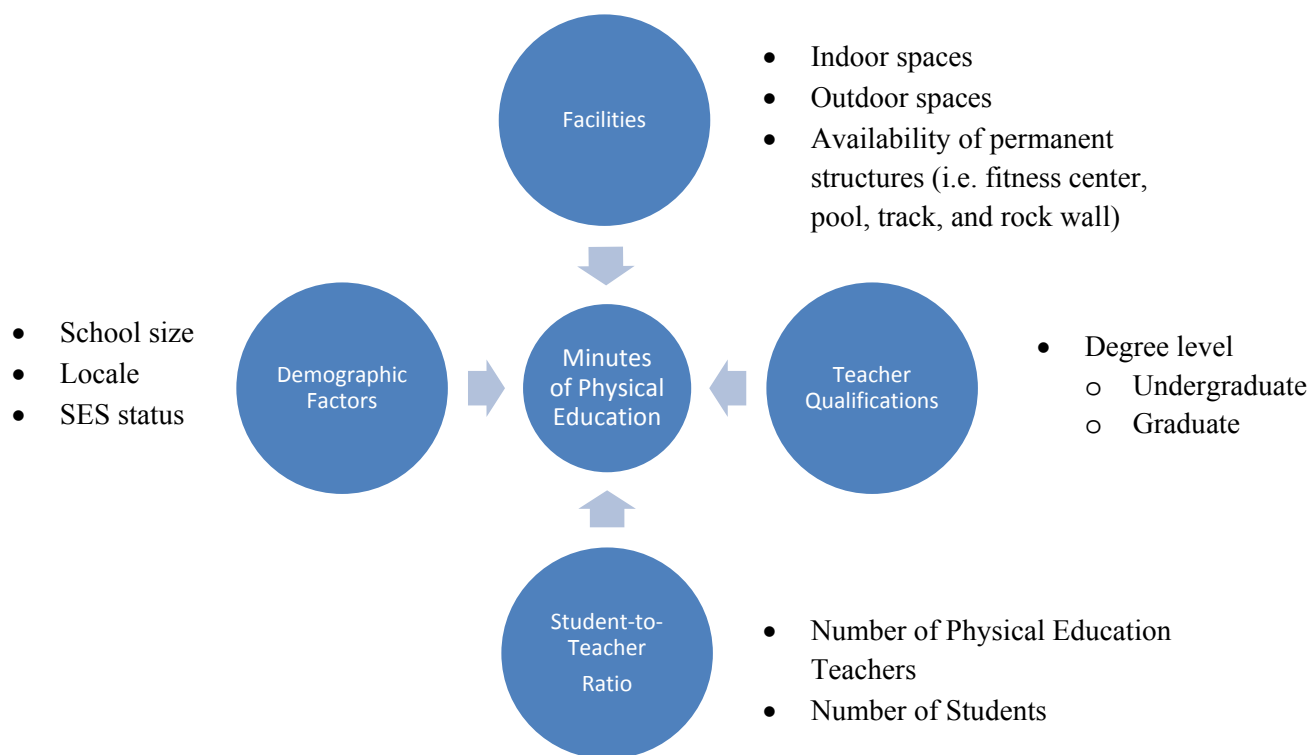 Facilities
• Indoor spaces
• Outdoor spaces
• Availability of permanent
structures (i.e. fitness center,
pool, track, and rock wall)
• School size
• Locale
• SES status
Demographic
Factors
Minutes
of Physical
Education
Teacher
Qualifications
• Degree level
o Undergraduate
o Graduate
Student-to-
Teacher
Ratio
• Number of Physical Education
Teachers
• Number of Students